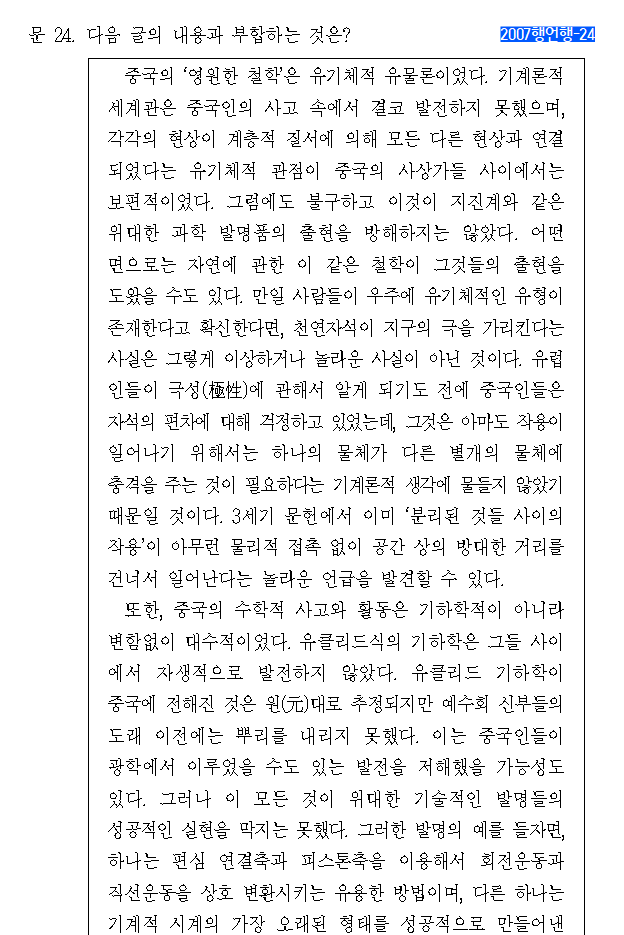 문 24. 다음 글의 내용과 부합하는 것은?
2007행언행-24
중국의 ‘영원한 철학’은 유기체적 유물론이었다. 기계론적
세계관은 중국인의 사고 속에서 결코 발전하지 못했으며,
각각의 현상이 계층적 질서에 의해 모든 다른 현상과 연결
되었다는 유기체적 관점이 중국의 사상가들 사이에서는
보편적이었다. 그럼에도 불구하고 이것이 지진계와 같은
위대한 과학 발명품의 출현을 방해하지는 않았다. 어떤
면으로는 자연에 관한 이 같은 철학이 그것들의 출현을
도왔을 수도 있다. 만일 사람들이 우주에 유기체적인 유형이
존재한다고 확신한다면, 천연자석이 지구의 극을 가리킨다는
사실은 그렇게 이상하거나 놀라운 사실이 아닌 것이다. 유럽
인들이 극성(極性)에 관해서 알게 되기도 전에 중국인들은
자석의 편차에 대해 걱정하고 있었는데, 그것은 아마도 작용이
일어나기 위해서는 하나의 물체가 다른 별개의 물체에
충격을 주는 것이 필요하다는 기계론적 생각에 물들지 않았기
때문일 것이다. 3세기 문헌에서 이미 ‘분리된 것들 사이의
작용’이 아무런 물리적 접촉 없이 공간 상의 방대한 거리를
건너서 일어난다는 놀라운 언급을 발견할 수 있다.
또한, 중국의 수학적 사고와 활동은 기하학적이 아니라
변함없이 대수적이었다. 유클리드식의 기하학은 그들 사이
에서 자생적으로 발전하지 않았다. 유클리드 기하학이
중국에 전해진 것은 원(元)대로 추정되지만 예수회 신부들의
도래 이전에는 뿌리를 내리지 못했다. 이는 중국인들이
광학에서 이루었을 수도 있는 발전을 저해했을 가능성도
있다. 그러나 이 모든 것이 위대한 기술적인 발명들의
성공적인 실현을 막지는 못했다. 그러한 발명의 예를 들자면,
하나는 편심 연결축과 피스톤축을 이용해서 회전운동과
직선운동을 상호 변환시키는 유용한 방법이며, 다른 하나는
기계적 시계의 가장 오래된 형태를 성공적으로 만들어낸